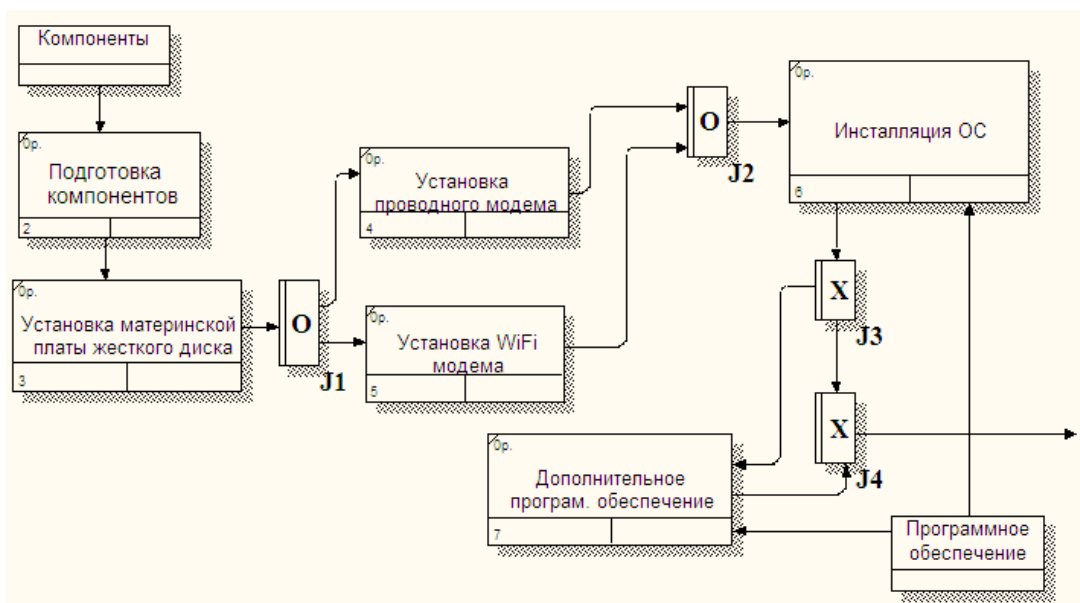 Компоненты
0р.
Подготовка
компонентов
2
0р.
Установка материнской
платы жесткого диска
3
O
J1
0р.
Установка
проводного модема
4
0р.
Установка WiFi
модема
5
O
J2
0р.
Инсталляция ОС
6
X
J3
X
J4
0р.
Дополнительное
програм. обеспечение
7
Программное
обеспечение